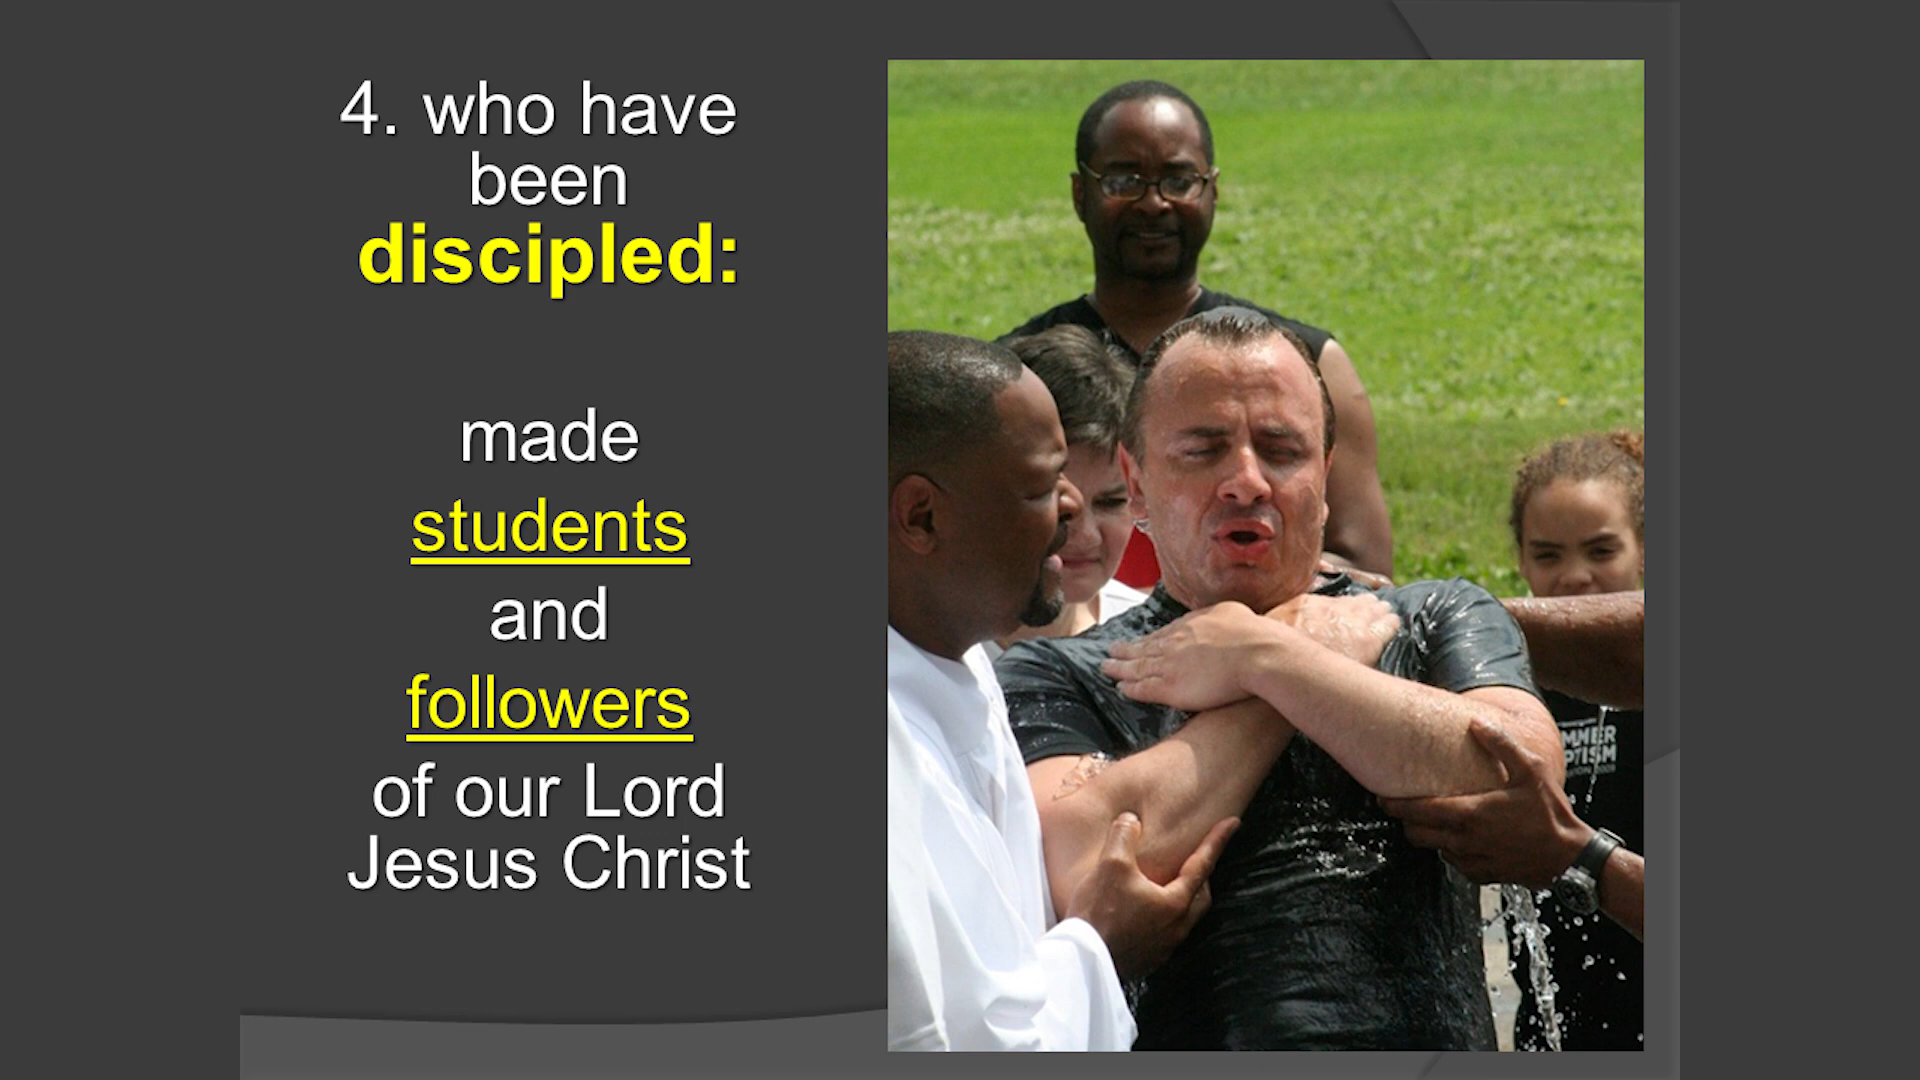 4. who have
been
discipled:
made
students
and
followers
of our Lord
Jesus Christ